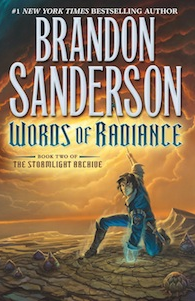 #1 NEW YORK TIMES BESTSELLING AUTHOR
BRANDON
SANDERSON
WORDS OF RADIANCE
BOOK TWO OF
THE STORMLIGHT ARCHIVE